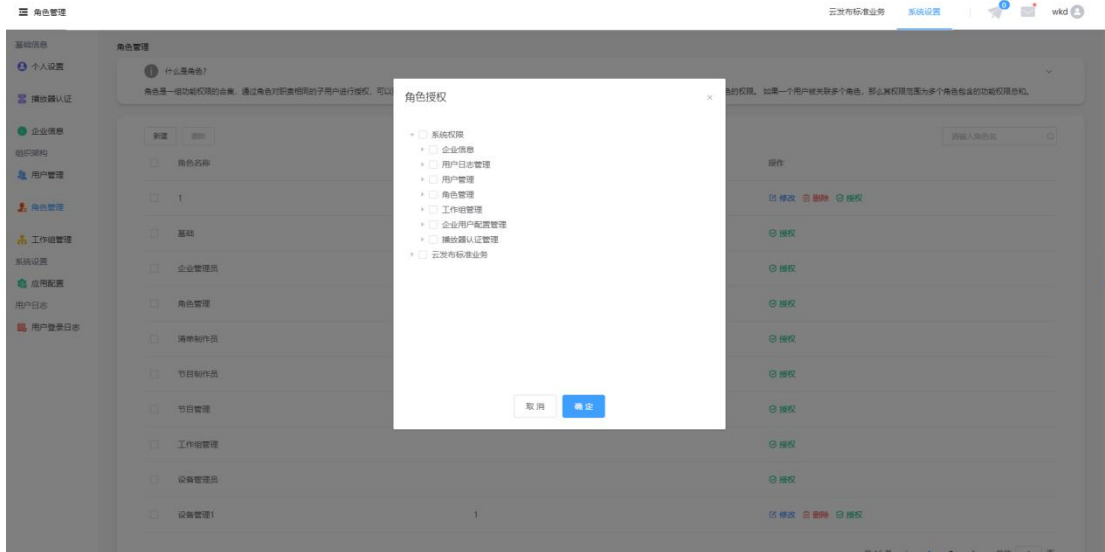 角色管理
云发布标准业务 系统设置 0 wkd
基础信息
角色管理
个人设置
什么是角色?
播放器认证
角色是一组功能权限的合集，通过角色对职责相同的子用户进行授权，可以
色的权限。 如果一个用户被关联多个角色，那么其权限范围为多个角色包含的功能权限总和。
角色授权
系统权限
企业信息
用户日志管理
用户管理
角色管理
工作组管理
企业用户配置管理
播放器认证管理
云发布标准业务
取消 确定
企业信息
组织架构
用户管理
角色管理
工作组管理
系统设置
应用配置
用户日志
用户登录日志
新建 删除
请输入角色名
角色名称 操作
1 修改 删除 授权
基础 授权
企业管理员 授权
角色管理 授权
清单制作员 授权
节目制作员 授权
节目管理 授权
工作组管理 授权
设备管理员 授权
设备管理1 1 修改 删除 授权